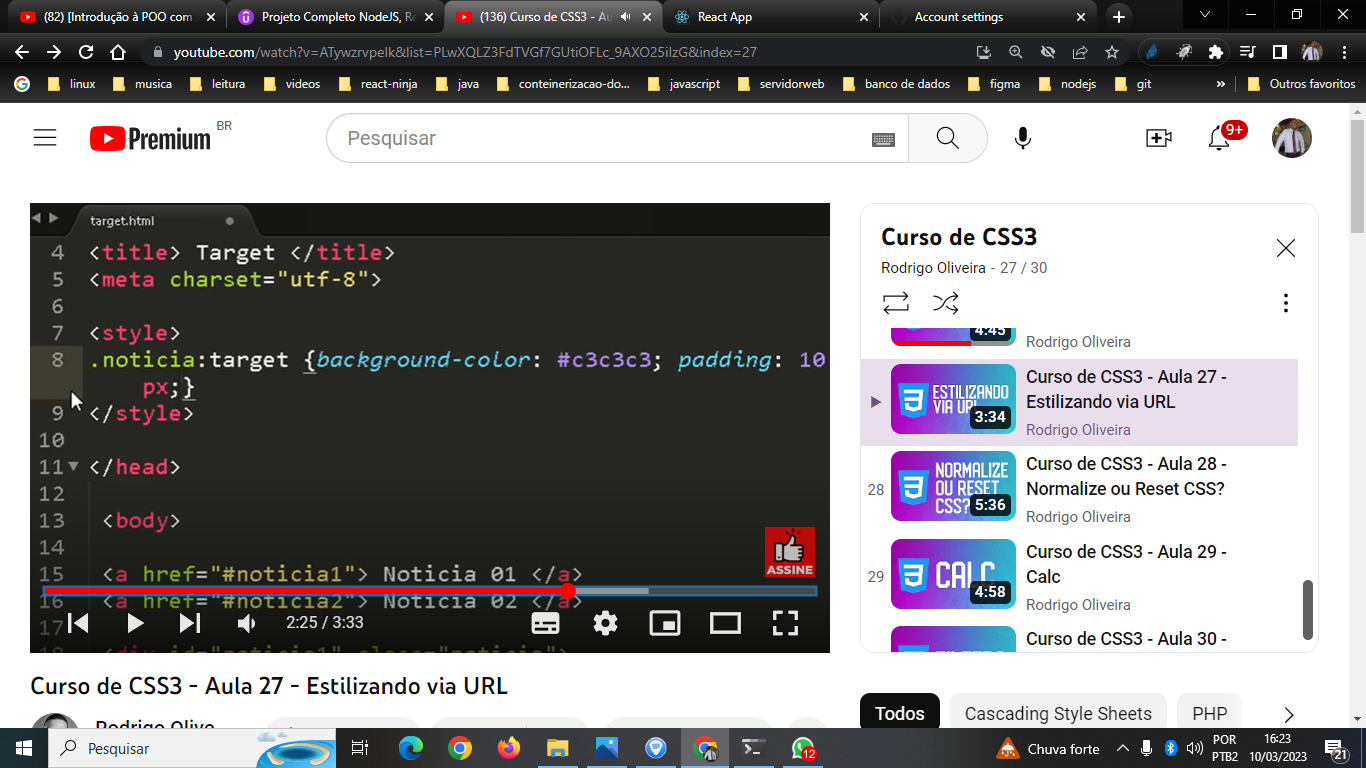 (82) [Introdução à POO com
Projeto Completo NodeJS, Re
(136) Curso de CSS3 - Au
React App
Account settings
youtube.com/watch?v=ATywzrvpelk&list=PLwXQLZ3FdTVGf7GUtiOFLc_9AXO25iIzG&index=27
linux
musica
leitura
videos
react-ninja
java
conteinerizacao-do...
javascript
servidorweb
banco de dados
figma
nodejs
git
»
Outros favoritos
Premium BR
Pesquisar
9+
target.html
4 <title> Target </title>
5 <meta charset="utf-8">
6
7 <style>
8 .noticia:target {background-color: #c3c3c3; padding: 10
px;}
9 </style>
10
11 </head>
12
13 <body>
14
15 <a href="#noticia1"> Noticia 01 </a>
16 <a href="#noticia2"> Noticia 02 </a>
17
18 <div id="noticia1" class="noticia">
ASSINE
2:25 / 3:33
Curso de CSS3 - Aula 27 - Estilizando via URL
Rodrigo Olive
Curso de CSS3
Rodrigo Oliveira - 27 / 30
4:45
Rodrigo Oliveira
ESTILIZANDO
VIA URL
3:34
Curso de CSS3 - Aula 27 -
Estilizando via URL
Rodrigo Oliveira
28
NORMALIZE
OU RESET
CSS?
5:36
Curso de CSS3 - Aula 28 -
Normalize ou Reset CSS?
Rodrigo Oliveira
29
CALC
4:58
Curso de CSS3 - Aula 29 -
Calc
Rodrigo Oliveira
Curso de CSS3 - Aula 30 -
Todos
Cascading Style Sheets
PHP
Pesquisar
12
Chuva forte
POR
PTB2
16:23
10/03/2023
21